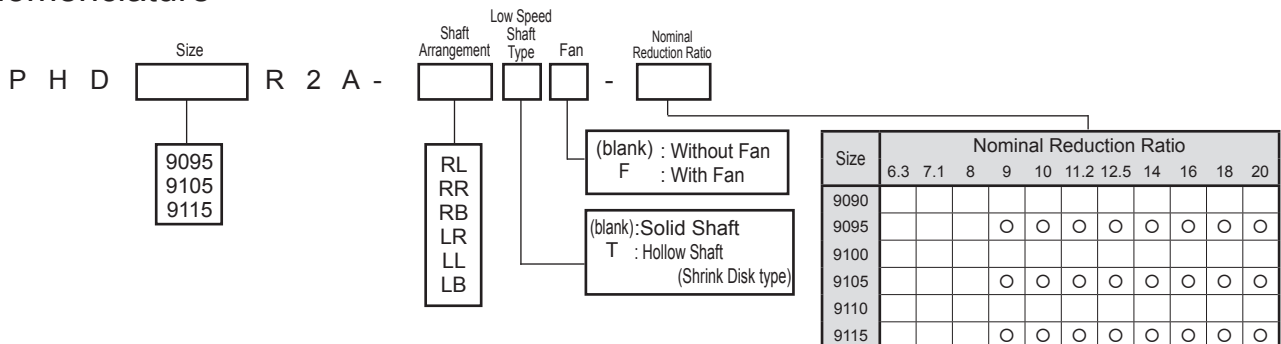 Size
Shaft
Arrangement
Low Speed
Shaft
Type
Fan
Nominal
Reduction Ratio
P H D R 2 A - -
9095
9105
9115
RL
RR
RB
LR
LL
LB
(blank) : Without Fan
F : With Fan
(blank):Solid Shaft
T : Hollow Shaft
(Shrink Disk type)
Size Nominal Reduction Ratio
6.3 7.1 8 9 10 11.2 12.5 14 16 18 20
9090
9095 ○ ○ ○ ○ ○ ○ ○ ○
9100
9105 ○ ○ ○ ○ ○ ○ ○ ○
9110
9115 ○ ○ ○ ○ ○ ○ ○ ○